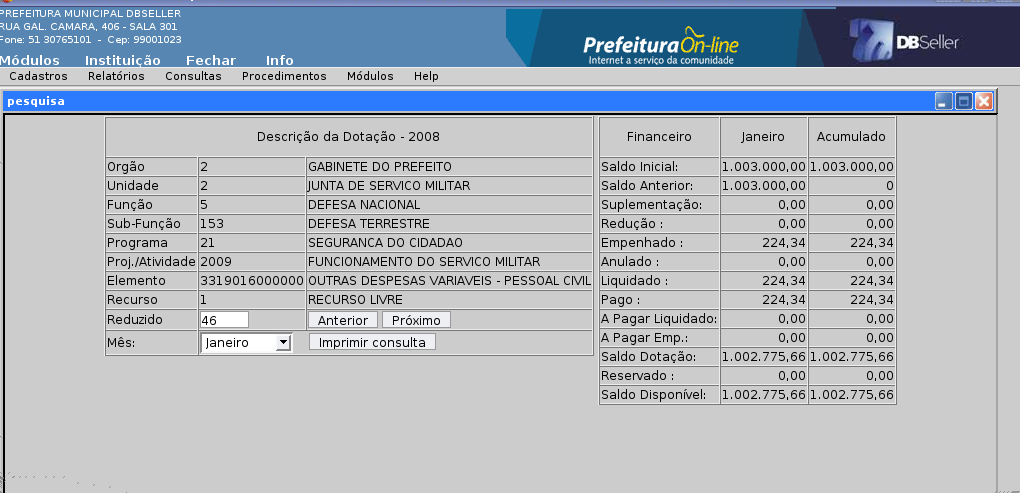 PREFEITURA MUNICIPAL DBSELLER
RUA GAL. CAMARA, 406 - SALA 301
Fone: 51 30765101 - Cep: 99001023
Prefeitura On-line
Internet a serviço da comunidade
DBSeller
Módulos Instituição Fechar Info
Cadastros Relatórios Consultas Procedimentos Módulos Help
pesquisa
Descrição da Dotação - 2008
Orgão 2 GABINETE DO PREFEITO
Unidade 2 JUNTA DE SERVICO MILITAR
Função 5 DEFESA NACIONAL
Sub-Função 153 DEFESA TERRESTRE
Programa 21 SEGURANCA DO CIDADAO
Proj./Atividade 2009 FUNCIONAMENTO DO SERVICO MILITAR
Elemento 3319016000000 OUTRAS DESPESAS VARIAVEIS - PESSOAL CIVIL
Recurso 1 RECURSO LIVRE
Reduzido 46 Anterior Próximo
Mês: Janeiro Imprimir consulta
Financeiro Janeiro Acumulado
Saldo Inicial: 1.003.000,00 1.003.000,00
Saldo Anterior: 1.003.000,00 0
Suplementação: 0,00 0,00
Redução : 0,00 0,00
Empenhado : 224,34 224,34
Anulado : 0,00 0,00
Liquidado : 224,34 224,34
Pago : 224,34 224,34
A Pagar Liquidado: 0,00 0,00
A Pagar Emp.: 0,00 0,00
Saldo Dotação: 1.002.775,66 1.002.775,66
Reservado : 0,00 0,00
Saldo Disponível: 1.002.775,66 1.002.775,66